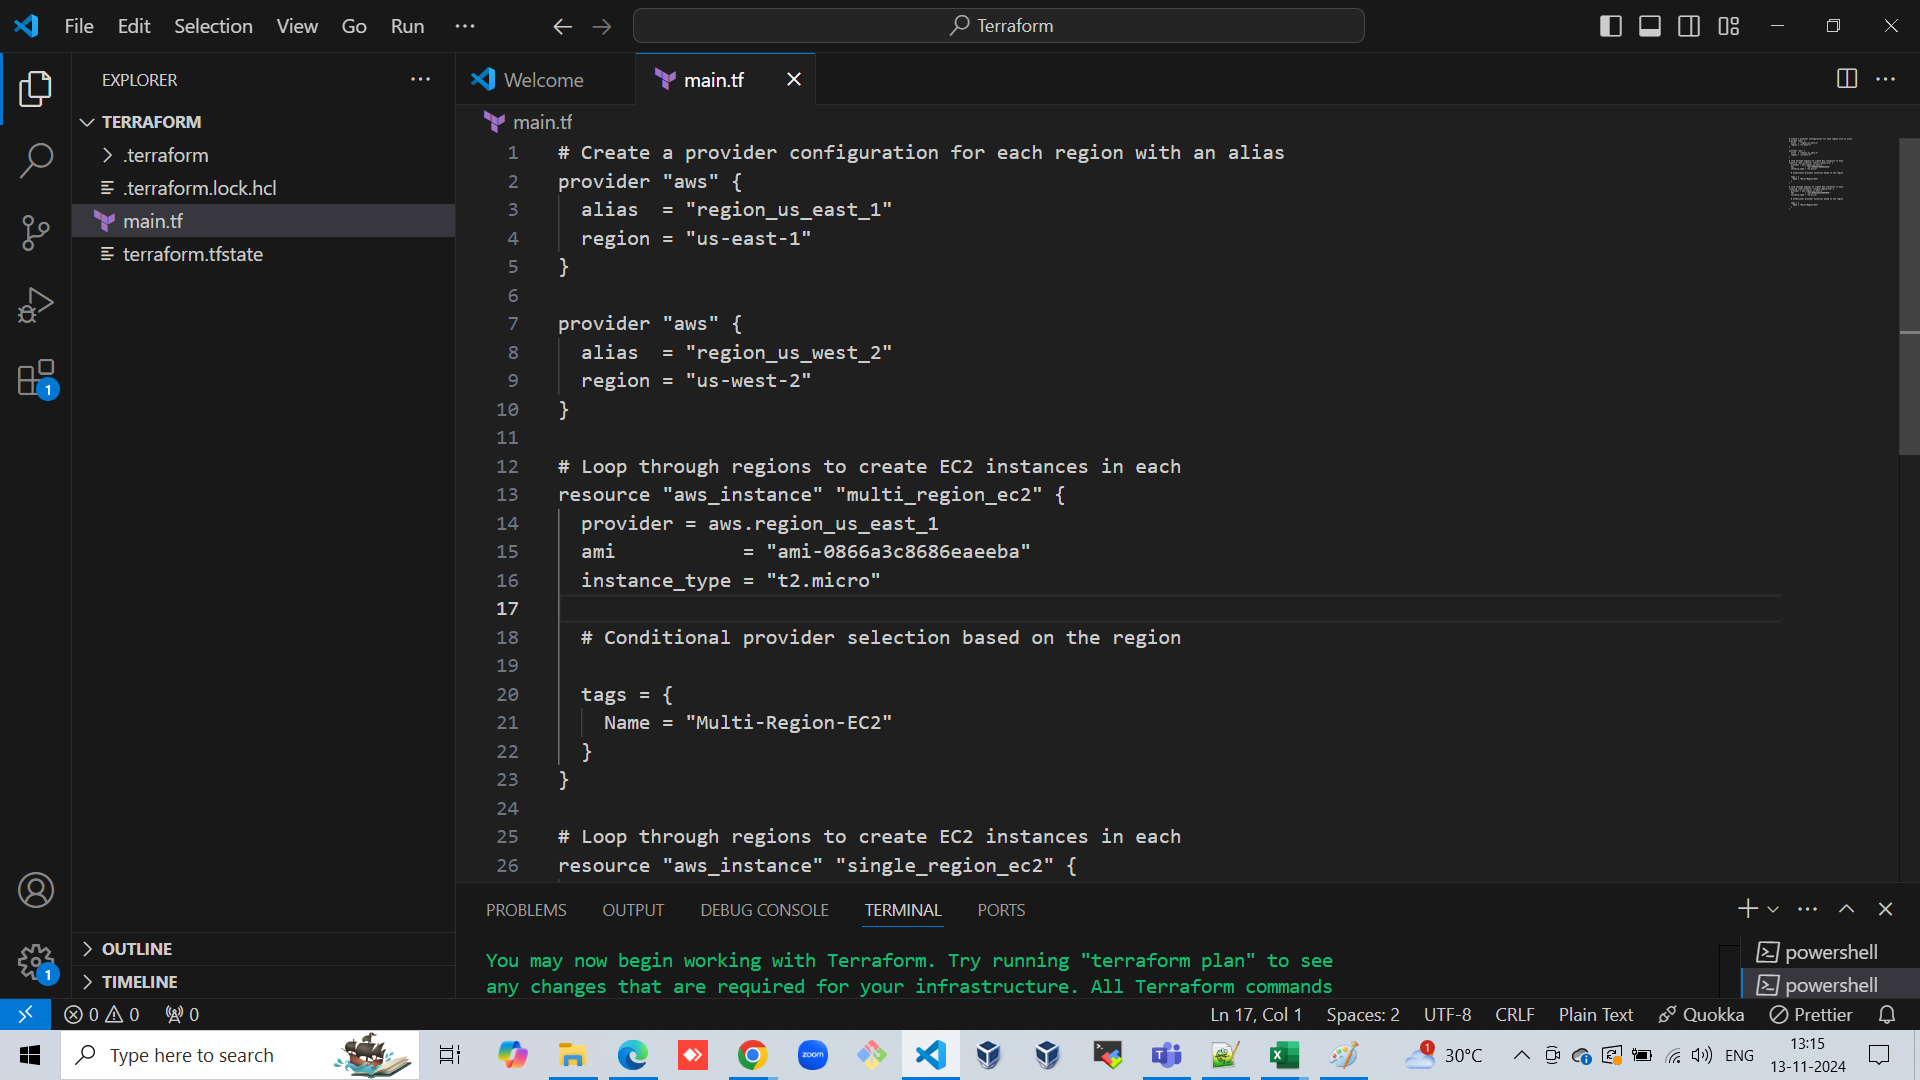 File Edit Selection View Go Run
Terraform
EXPLORER
Welcome
main.tf
TERRAFORM
.terraform
.terraform.lock.hcl
main.tf
terraform.tfstate
main.tf
1 # Create a provider configuration for each region with an alias
2 provider "aws" {
3 alias = "region_us_east_1"
4 region = "us-east-1"
5 }
6
7 provider "aws" {
8 alias = "region_us_west_2"
9 region = "us-west-2"
10 }
11
12 # Loop through regions to create EC2 instances in each
13 resource "aws_instance" "multi_region_ec2" {
14 provider = aws.region_us_east_1
15 ami = "ami-0866a3c8686eaeeba"
16 instance_type = "t2.micro"
17
18 # Conditional provider selection based on the region
19
20 tags = {
21 Name = "Multi-Region-EC2"
22 }
23 }
24
25 # Loop through regions to create EC2 instances in each
26 resource "aws_instance" "single_region_ec2" {
1
1
OUTLINE
TIMELINE
PROBLEMS OUTPUT DEBUG CONSOLE TERMINAL PORTS
You may now begin working with Terraform. Try running "terraform plan" to see
any changes that are required for your infrastructure. All Terraform commands
powershell
powershell
0 0 0
Ln 17, Col 1 Spaces: 2 UTF-8 CRLF Plain Text Quokka Prettier
Type here to search
zoom
1
30°C
ENG
13:15
13-11-2024